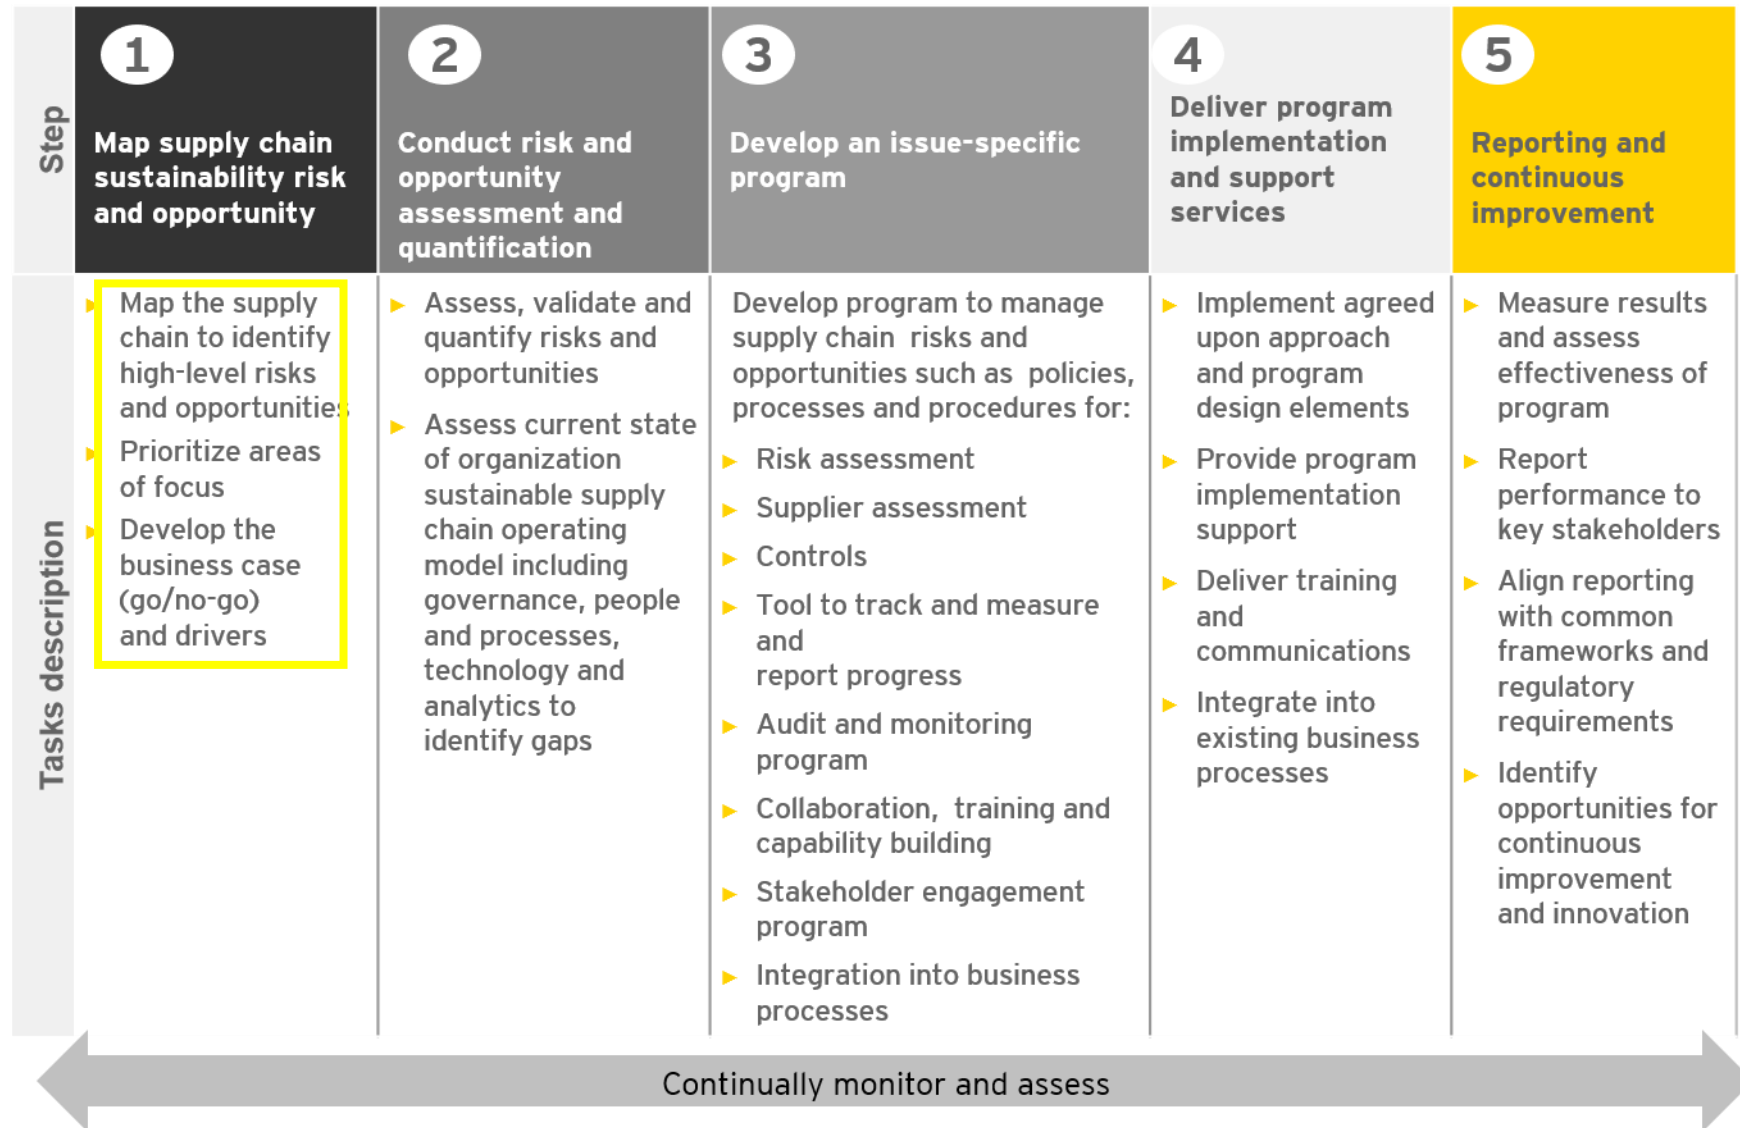 Step
1
Map supply chain
sustainability risk
and opportunity
2
Conduct risk and
opportunity
assessment and
quantification
3
Develop an issue-specific
program
4
Deliver program
implementation
and support
services
5
Reporting and
continuous
improvement
Tasks description
Map the supply
chain to identify
high-level risks
and opportunities
Prioritize areas
of focus
Develop the
business case
(go/no-go)
and drivers
Assess, validate and
quantify risks and
opportunities
Assess current state
of organization
sustainable supply
chain operating
model including
governance, people
and processes,
technology and
analytics to
identify gaps
Develop program to manage
supply chain  risks and
opportunities such as  policies,
processes and procedures for:
Risk assessment
Supplier assessment
Controls
Tool to track and measure
and
report progress
Audit and monitoring
program
Collaboration,  training and
capability building
Stakeholder engagement
program
Integration into business
processes
Implement agreed
upon approach
and program
design elements
Provide program
implementation
support
Deliver training
and
communications
Integrate into
existing business
processes
Measure results
and assess
effectiveness of
program
Report
performance to
key stakeholders
Align reporting
with common
frameworks and
regulatory
requirements
Identify
opportunities for
continuous
improvement
and innovation
Continually monitor and assess